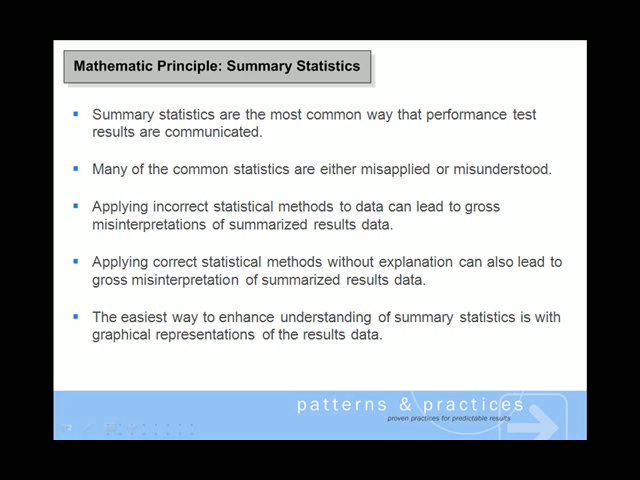 Mathematic Principle: Summary Statistics
Summary statistics are the most common way that performance test
results are communicated.
Many of the common statistics are either misapplied or misunderstood.
Applying incorrect statistical methods to data can lead to gross
misinterpretations of summarized results data.
Applying correct statistical methods without explanation can also lead to
gross misinterpretation of summarized results data.
The easiest way to enhance understanding of summary statistics is with
graphical representations of the results data.
patterns & practices
proven practices for predictable results